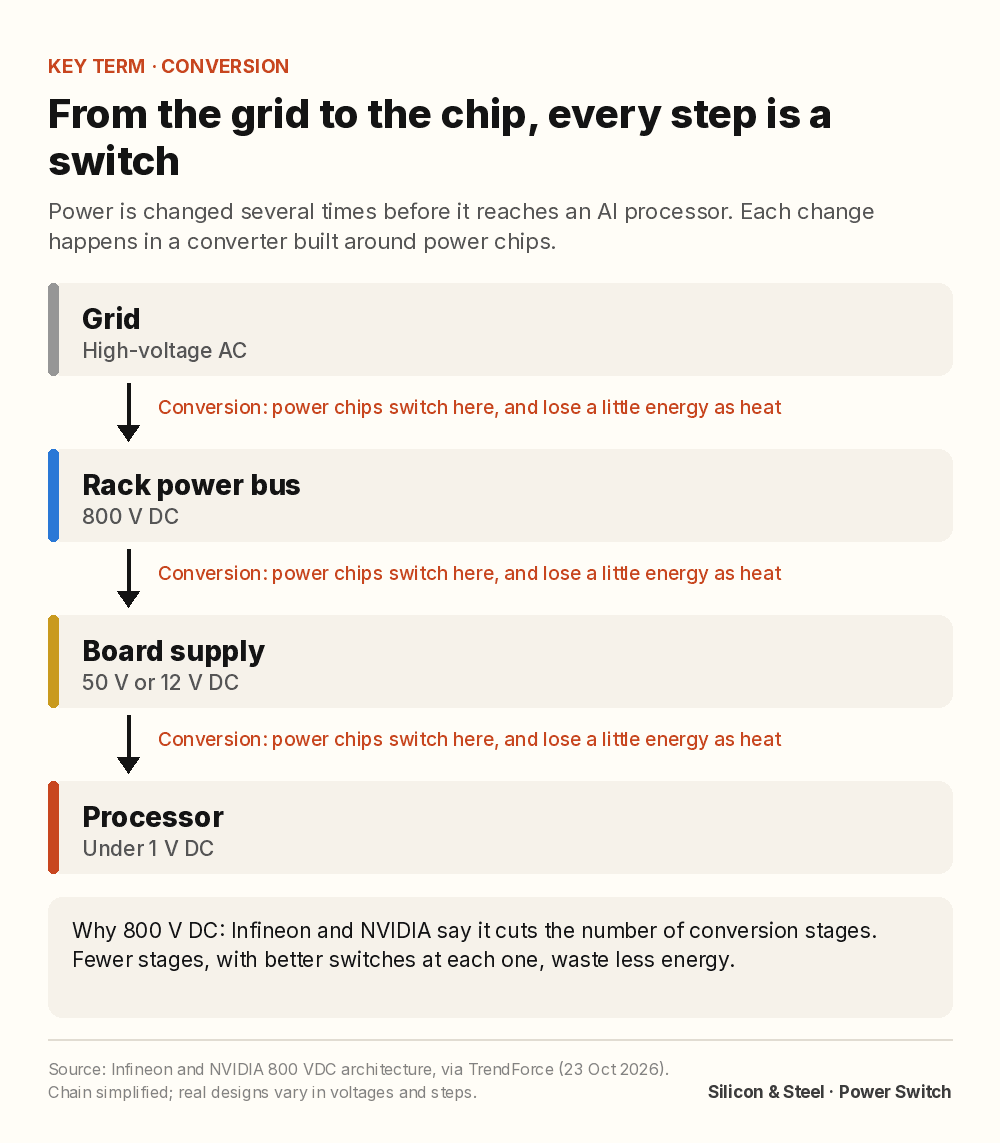 KEY TERM · CONVERSION
From the grid to the chip, every step is a
switch
Power is changed several times before it reaches an AI processor. Each change
happens in a converter built around power chips.
Grid
High-voltage AC
Conversion: power chips switch here, and lose a little energy as heat
Rack power bus
800 V DC
Conversion: power chips switch here, and lose a little energy as heat
Board supply
50 V or 12 V DC
Conversion: power chips switch here, and lose a little energy as heat
Processor
Under 1 V DC
Why 800 V DC: Infineon and NVIDIA say it cuts the number of conversion stages.
Fewer stages, with better switches at each one, waste less energy.
Source: Infineon and NVIDIA 800 VDC architecture, via TrendForce (23 Oct 2026).
Chain simplified; real designs vary in voltages and steps.
Silicon & Steel · Power Switch